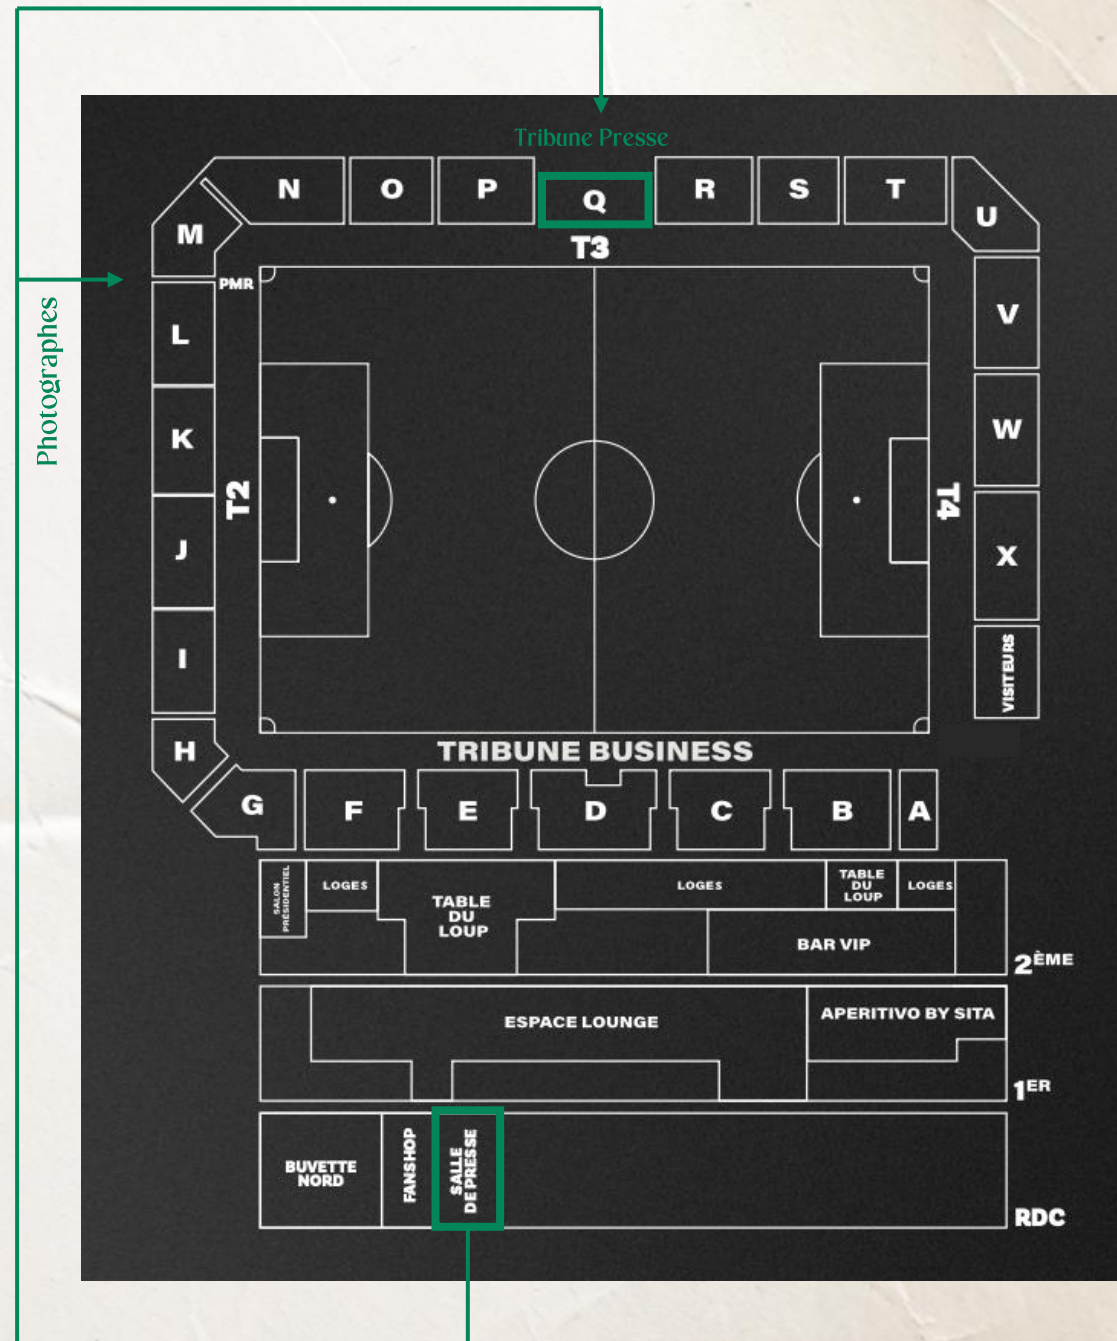 Tribune Presse
N
O
P
Q
R
S
T
U
M
T3
PMR
Photographes
L
V
K
W
T2
T4
J
X
I
VISITEURS
H
TRIBUNE BUSINESS
G
F
E
D
C
B
A
SALON
PRÉSIDENTIEL
LOGES
TABLE
DU
LOUP
LOGES
TABLE
DU
LOUP
LOGES
BAR VIP
2ÈME
ESPACE LOUNGE
APERITIVO BY SITA
1ER
BUVETTE
NORD
FANSHOP
SALLE
DE PRESSE
RDC